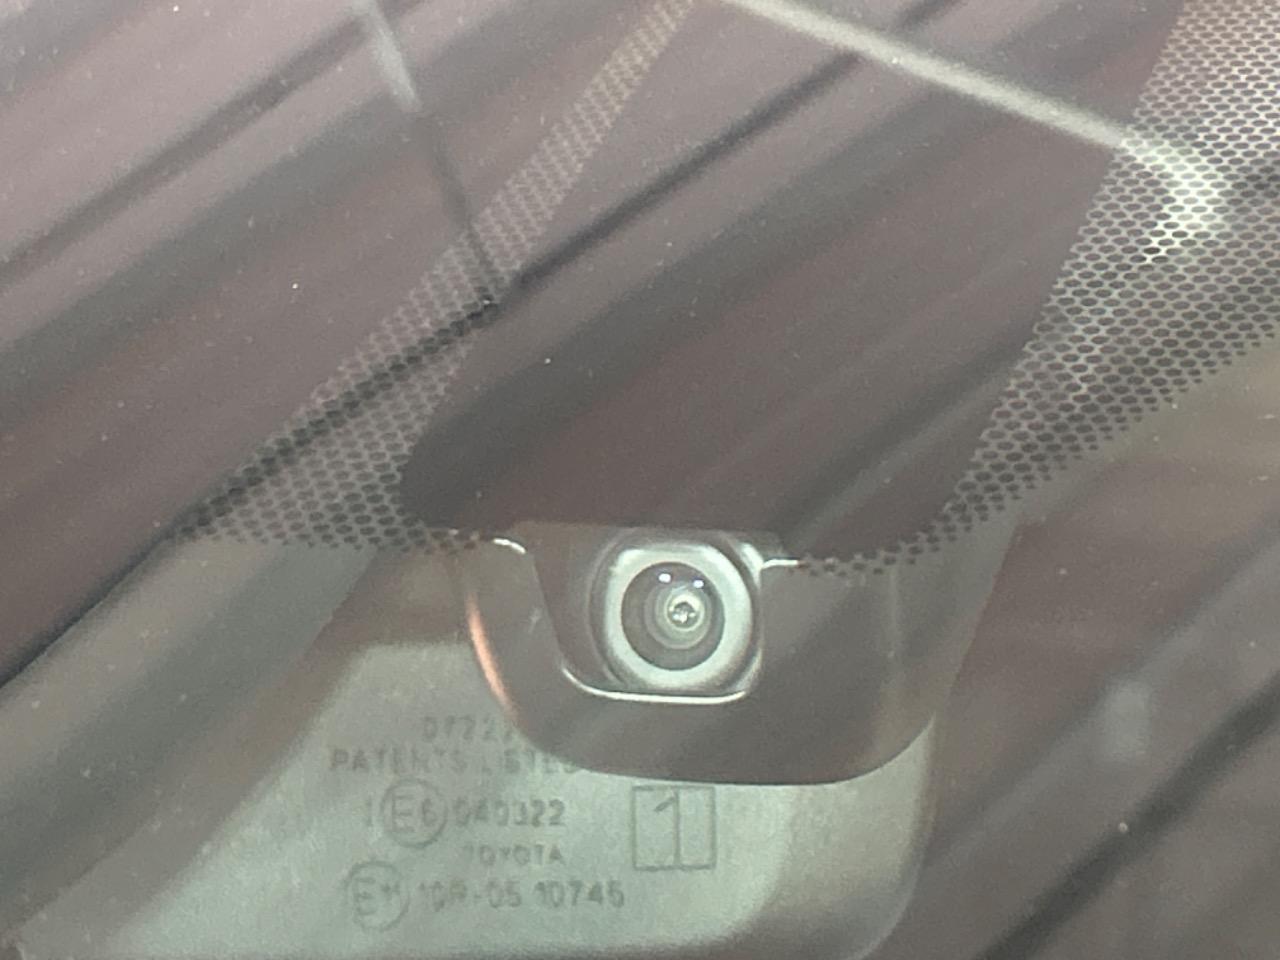 PATENTS LISTED
I E6 040322
1
TOYOTA
E11 10R-05 10745